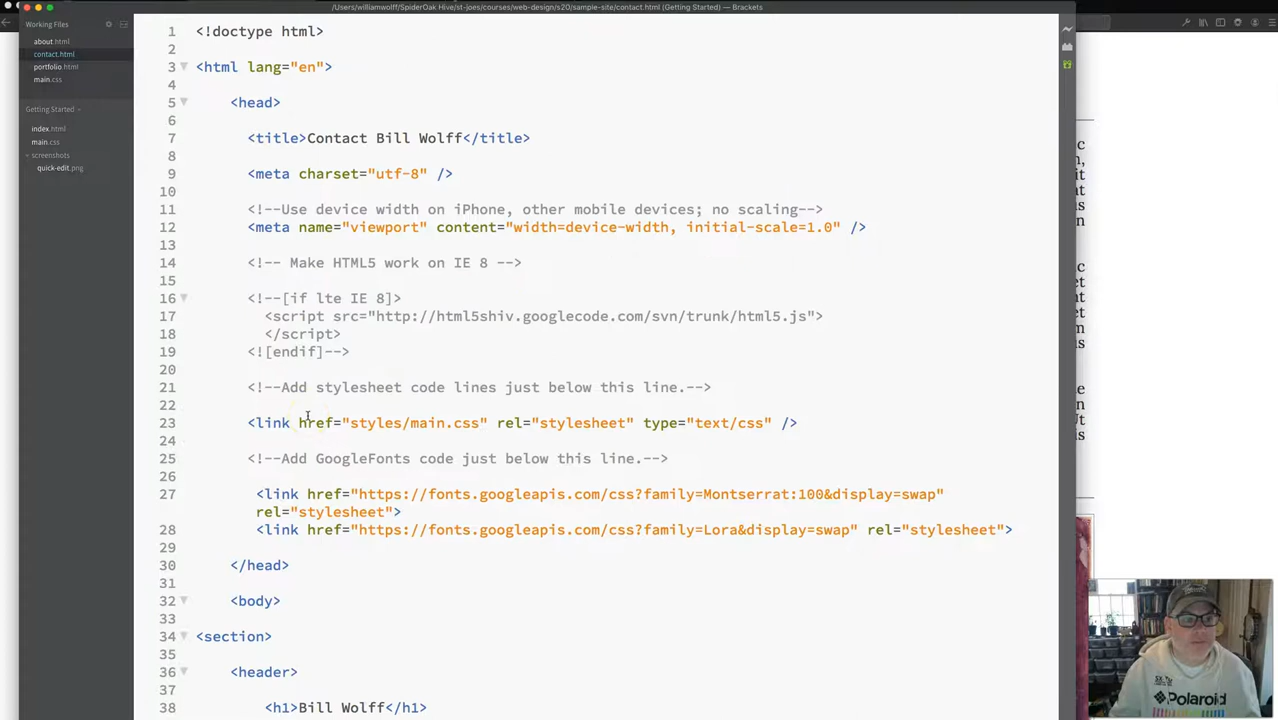 /Users/williamwolff/SpiderOak Hive/st-joes/courses/web-design/s20/sample-site/contact.html (Getting Started) — Brackets
Working Files
about.html
contact.html
portfolio.html
main.css
Getting Started
index.html
main.css
screenshots
quick-edit.png
1 <!doctype html>
2
3 <html lang="en">
4
5 <head>
6
7 <title>Contact Bill Wolff</title>
8
9 <meta charset="utf-8" />
10
11 <!--Use device width on iPhone, other mobile devices; no scaling-->
12 <meta name="viewport" content="width=device-width, initial-scale=1.0" />
13
14 <!-- Make HTML5 work on IE 8 -->
15
16 <!--[if lte IE 8]>
17 <script src="http://html5shiv.googlecode.com/svn/trunk/html5.js">
18 </script>
19 <![endif]-->
20
21 <!--Add stylesheet code lines just below this line.-->
22
23 <link href="styles/main.css" rel="stylesheet" type="text/css" />
24
25 <!--Add GoogleFonts code just below this line.-->
26
27 <link href="https://fonts.googleapis.com/css?family=Montserrat:100&display=swap"
rel="stylesheet">
28 <link href="https://fonts.googleapis.com/css?family=Lora&display=swap" rel="stylesheet">
29
30 </head>
31
32 <body>
33
34 <section>
35
36 <header>
37
38 <h1>Bill Wolff</h1>
Polaroid